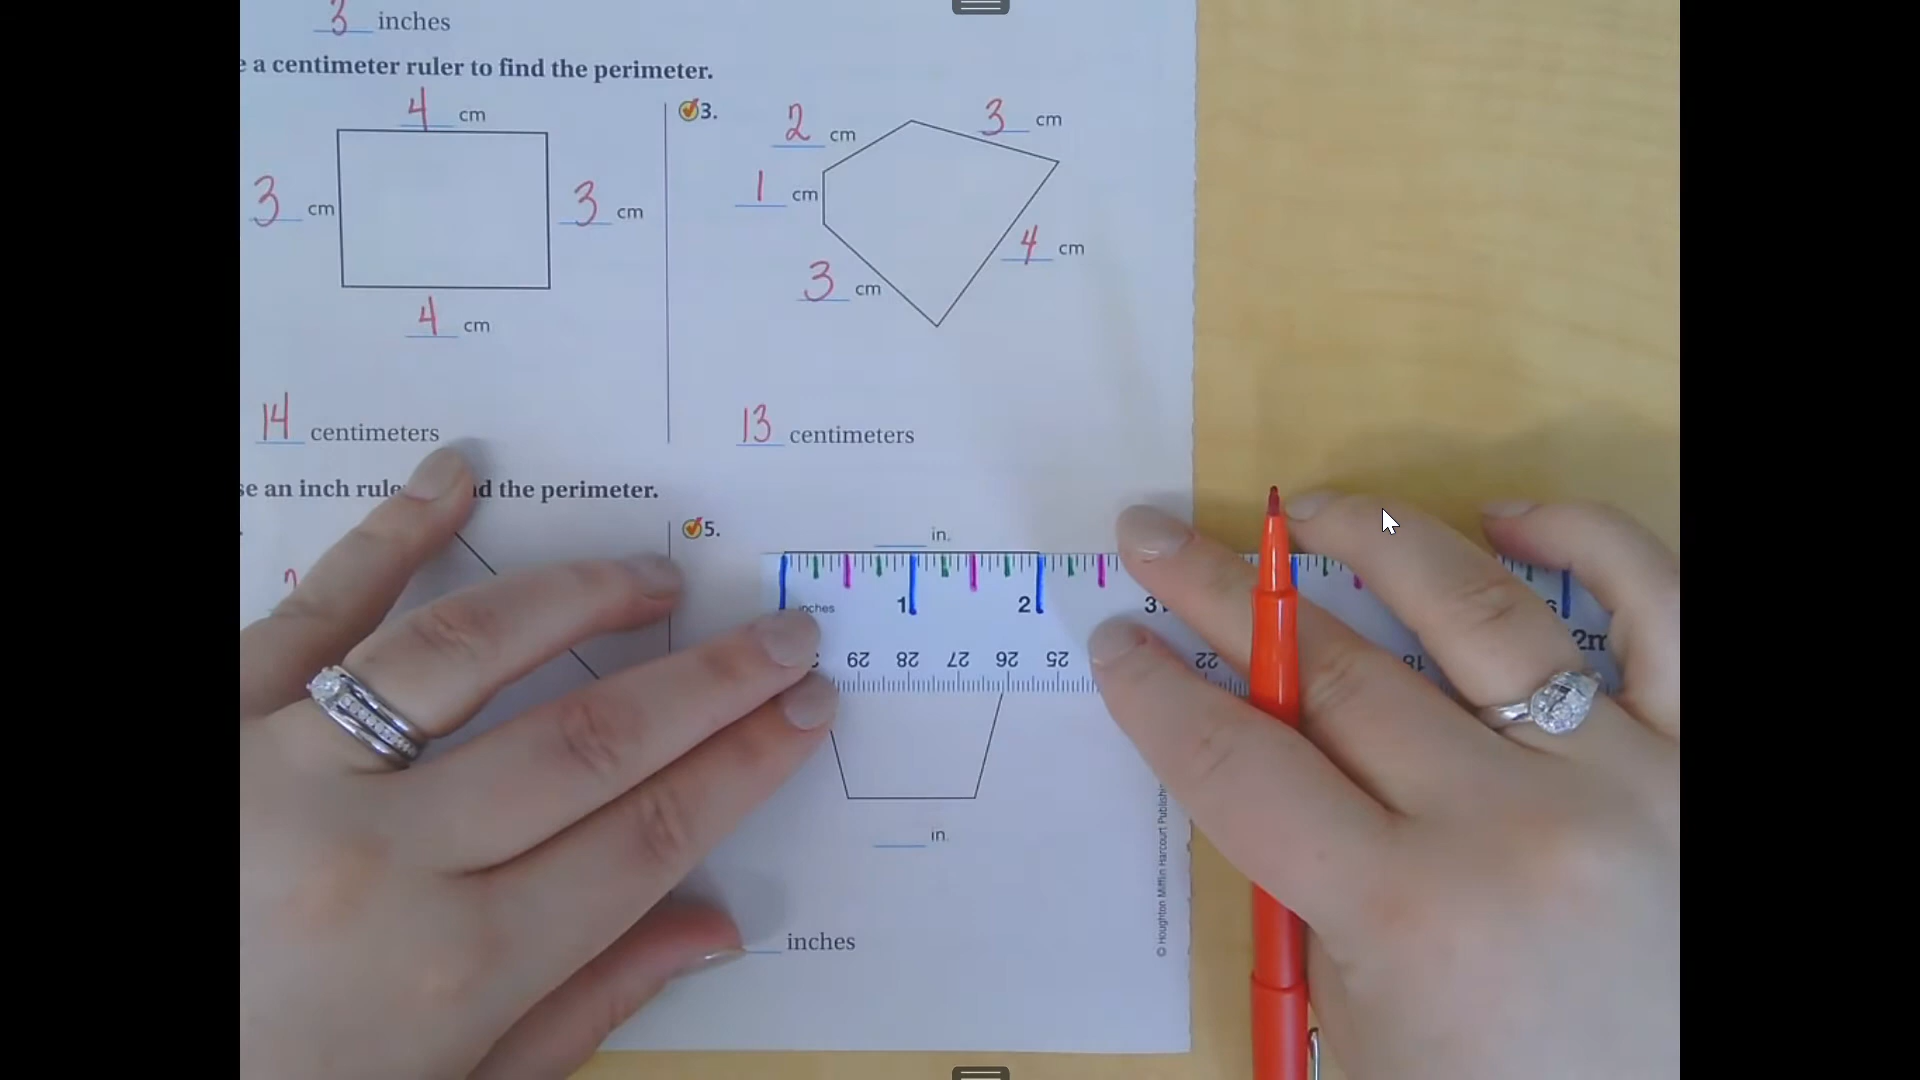 3 inches
a centimeter ruler to find the perimeter.
4 cm
3 cm
3 cm
4 cm
14 centimeters
3.
2 cm
3 cm
1 cm
4 cm
3 cm
13 centimeters
an inch the perimeter.
5.
in.
inches 1 2 3
29 28 27 26 25 22 18
in.
inches
© Houghton Mifflin Harcourt